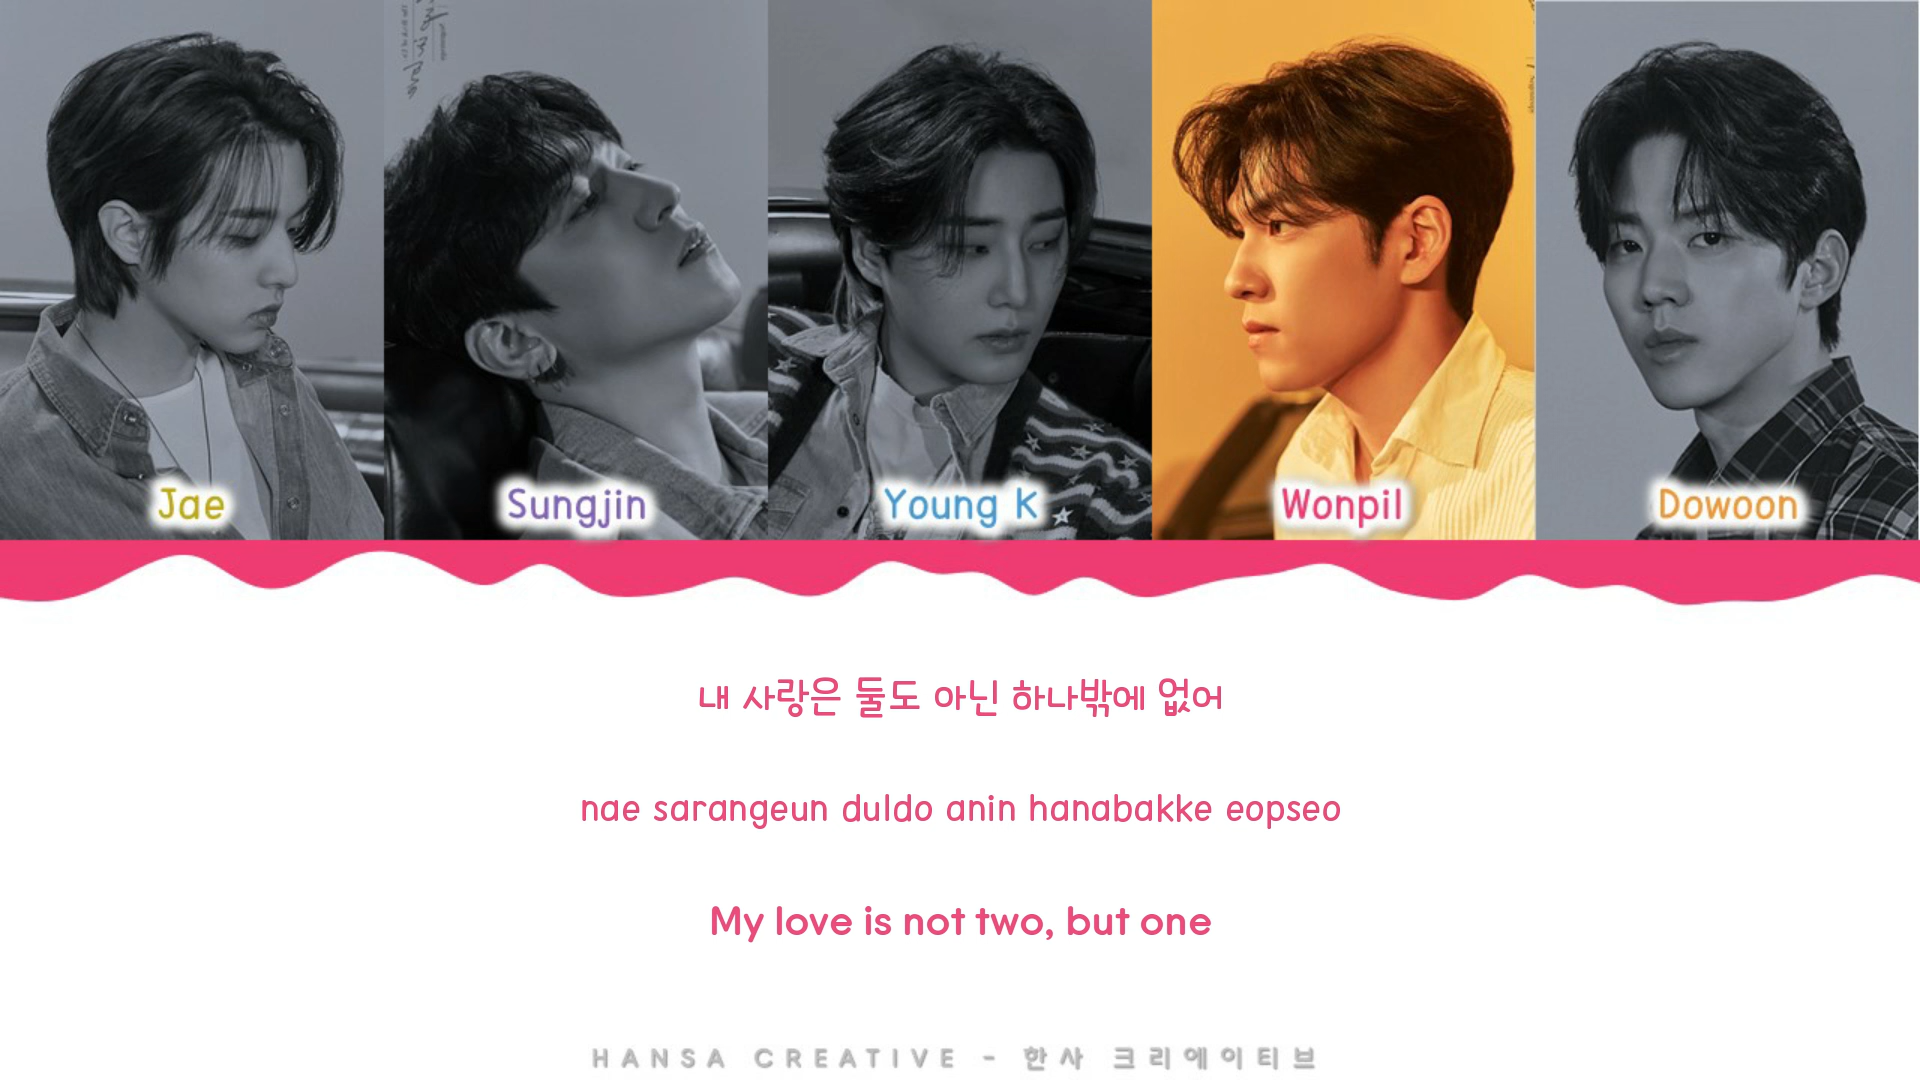 Jae
Sungjin
Young K
Wonpil
Dowoon
내 사랑은 둘도 아닌 하나밖에 없어
nae sarangeun duldo anin hanabakke eopseo
My love is not two, but one
HANSA CREATIVE - 한사 크리에이티브